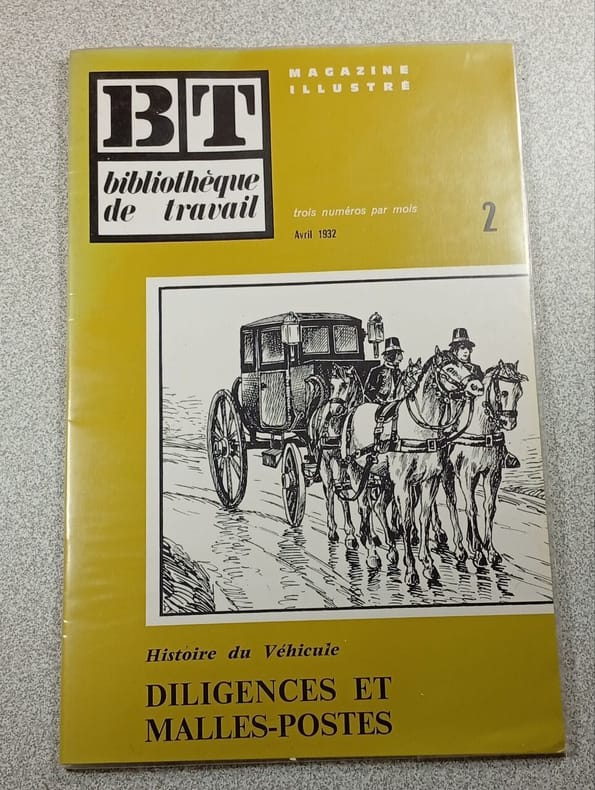 BT
bibliothèque
de travail
MAGAZINE
ILLUSTRÉ
trois numéros par mois
Avril 1932
2
Histoire du Véhicule
DILIGENCES ET
MALLES-POSTES